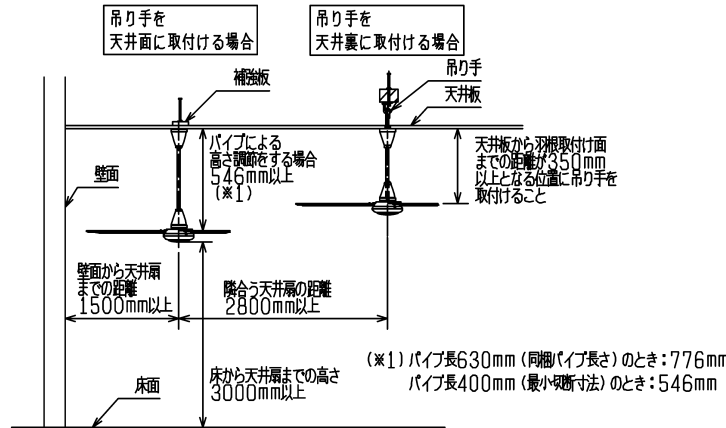 吊り手を
天井面に取付ける場合
吊り手を
天井裏に取付ける場合
補強板
吊り手
天井板
パイプによる
高さ調節をする場合
546mm以上
(※1)
天井板から羽根取付け面
までの距離が350mm
以上となる位置に吊り手を
取付けること
壁面
壁面から天井扇
までの距離
1500mm以上
隣合う天井扇の距離
2800mm以上
(※1) パイプ長630mm (同梱パイプ長さ) のとき:776mm
パイプ長400mm (最小切断寸法) のとき:546mm
床から天井扇までの高さ
3000mm以上
床面